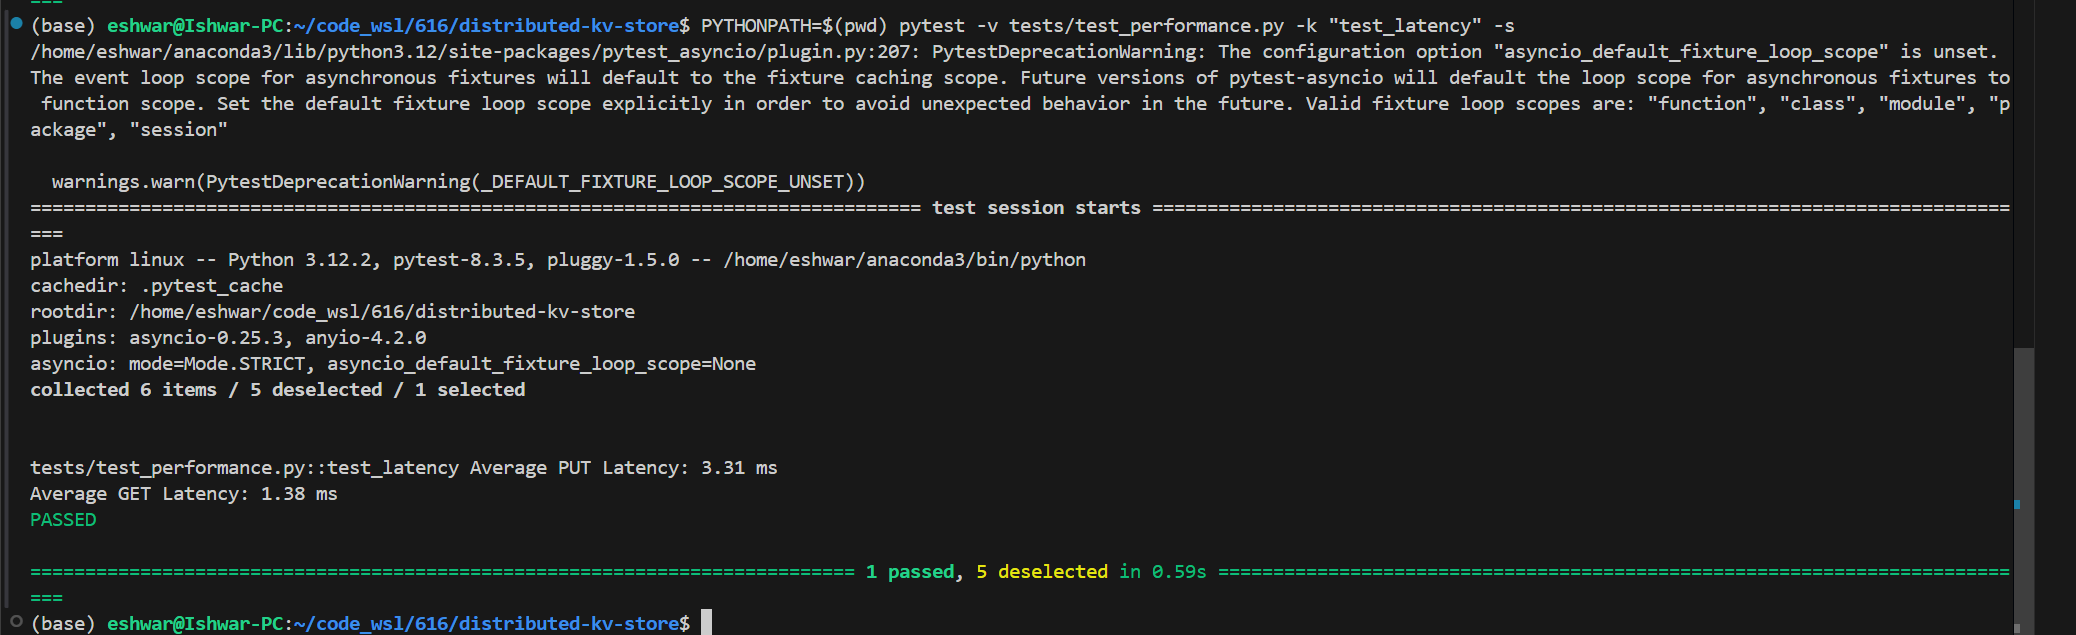 ===
(base) eshwar@Ishwar-PC:~/code_wsl/616/distributed-kv-store$ PYTHONPATH=$(pwd) pytest -v tests/test_performance.py -k "test_latency" -s
/home/eshwar/anaconda3/lib/python3.12/site-packages/pytest_asyncio/plugin.py:207: PytestDeprecationWarning: The configuration option "asyncio_default_fixture_loop_scope" is unset.
The event loop scope for asynchronous fixtures will default to the fixture caching scope. Future versions of pytest-asyncio will default the loop scope for asynchronous fixtures to
 function scope. Set the default fixture loop scope explicitly in order to avoid unexpected behavior in the future. Valid fixture loop scopes are: "function", "class", "module", "p
ackage", "session"

  warnings.warn(PytestDeprecationWarning(_DEFAULT_FIXTURE_LOOP_SCOPE_UNSET))
================================================================================= test session starts ==============================================================================
===
platform linux -- Python 3.12.2, pytest-8.3.5, pluggy-1.5.0 -- /home/eshwar/anaconda3/bin/python
cachedir: .pytest_cache
rootdir: /home/eshwar/code_wsl/616/distributed-kv-store
plugins: asyncio-0.25.3, anyio-4.2.0
asyncio: mode=Mode.STRICT, asyncio_default_fixture_loop_scope=None
collected 6 items / 5 deselected / 1 selected

tests/test_performance.py::test_latency Average PUT Latency: 3.31 ms
Average GET Latency: 1.38 ms
PASSED

=========================================================================== 1 passed, 5 deselected in 0.59s ========================================================================
===
(base) eshwar@Ishwar-PC:~/code_wsl/616/distributed-kv-store$